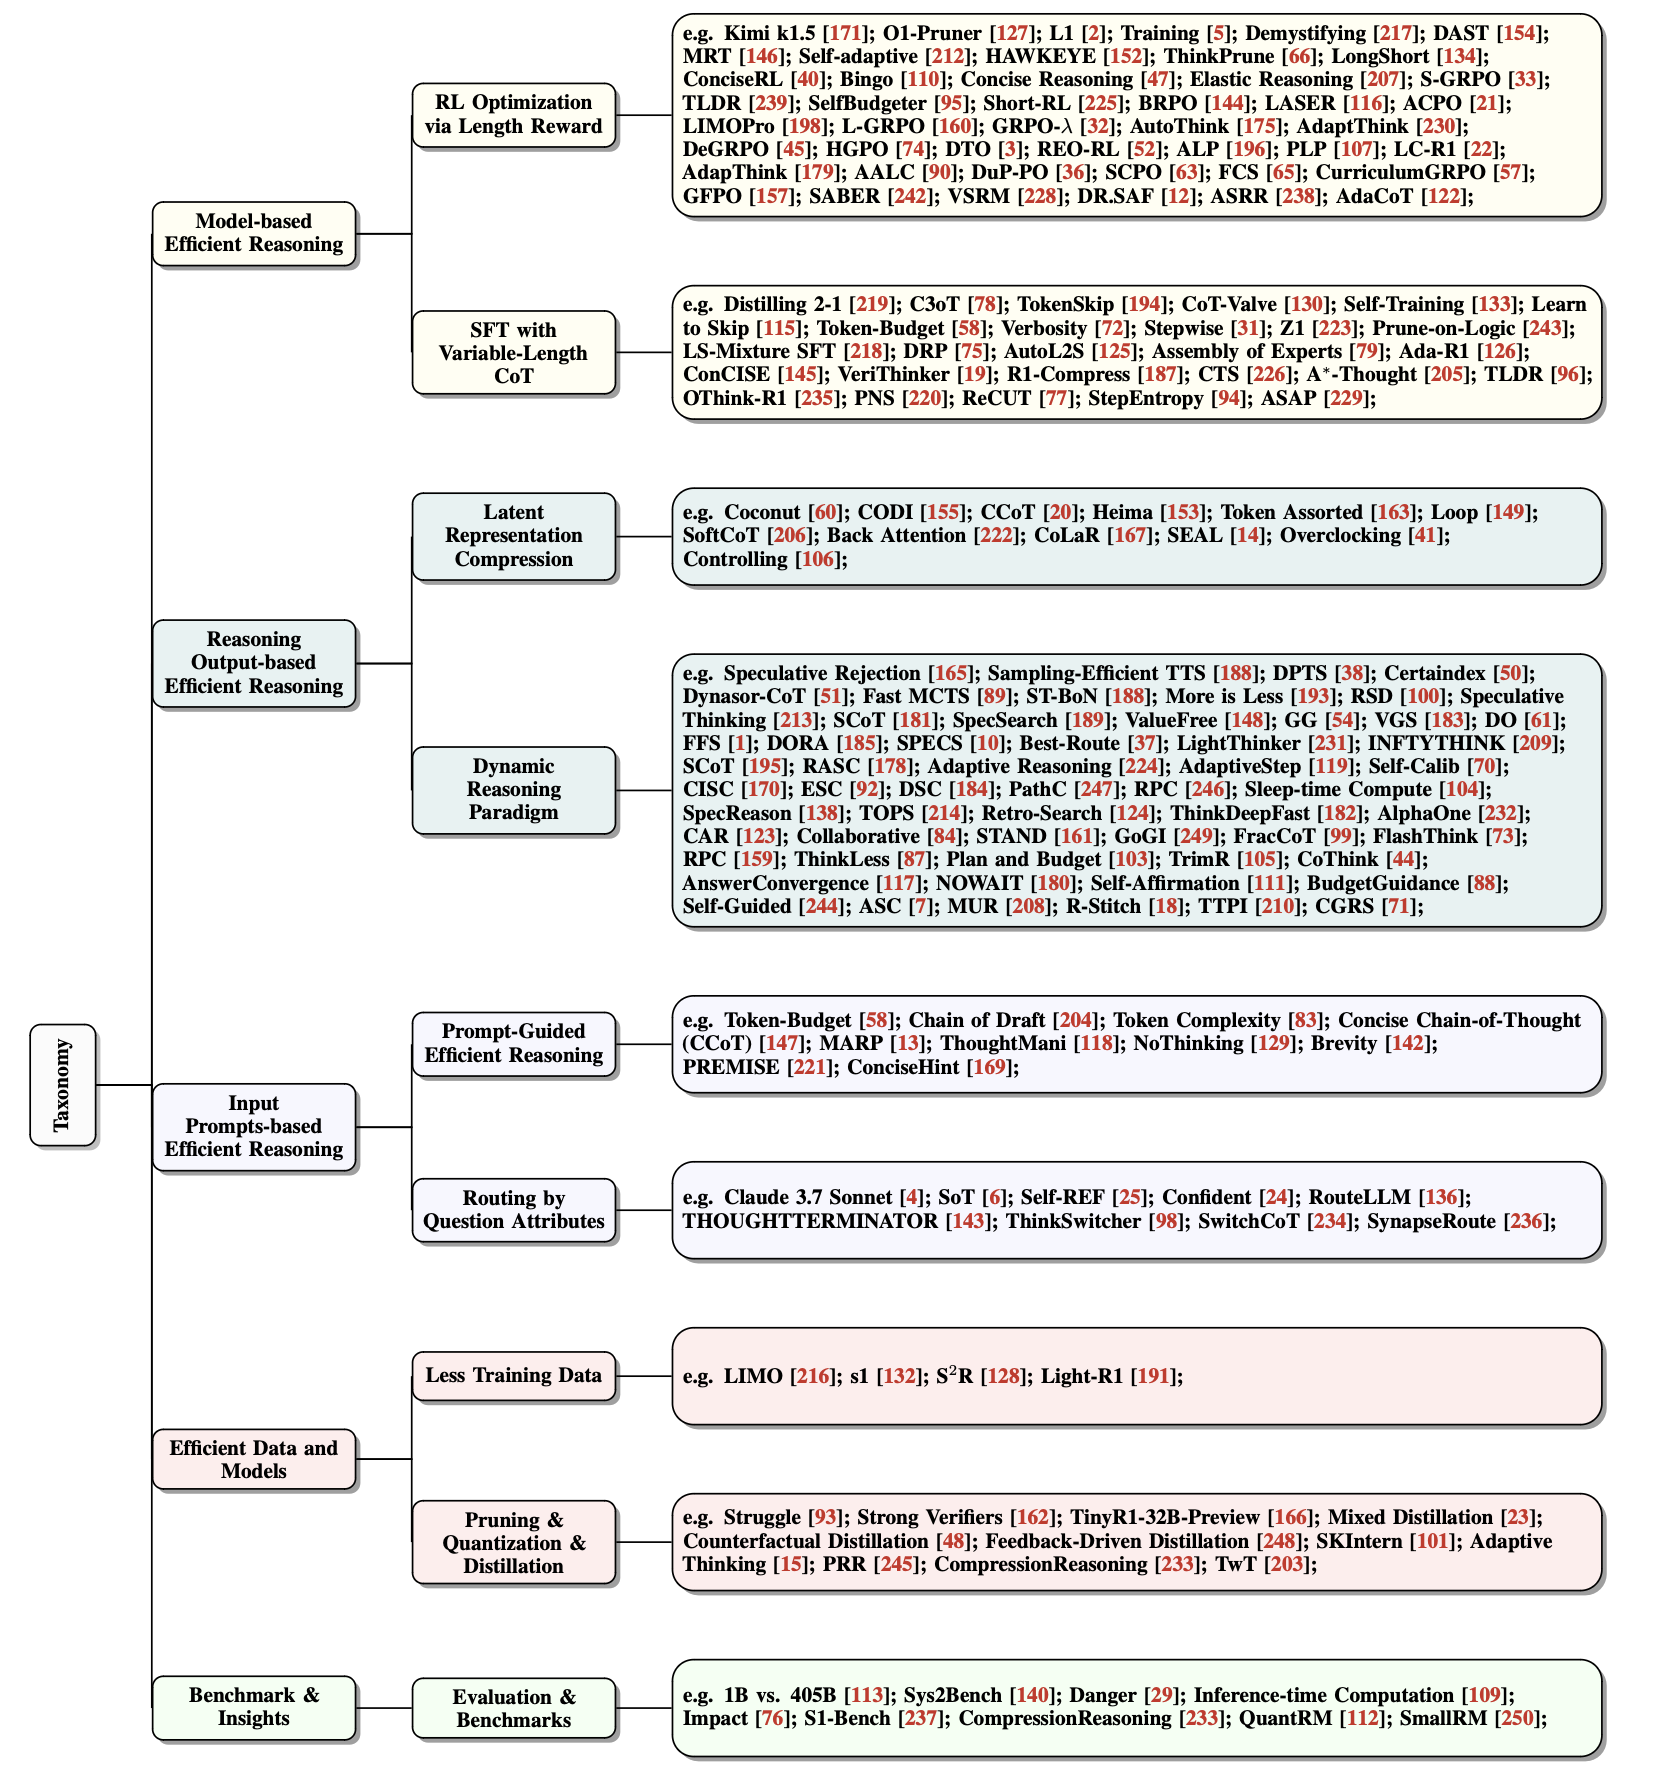 Taxonomy
Model-based
Efficient Reasoning
RL Optimization
via Length Reward
e.g. Kimi k1.5 [171]; O1-Pruner [127]; L1 [2]; Training [5]; Demystifying [217]; DAST [154];
MRT [146]; Self-adaptive [212]; HAWKEYE [152]; ThinkPrune [66]; LongShort [134];
ConciseRL [40]; Bingo [110]; Concise Reasoning [47]; Elastic Reasoning [207]; S-GRPO [33];
TLDR [239]; SelfBudgeter [95]; Short-RL [225]; BRPO [144]; LASER [116]; ACPO [21];
LIMOPro [198]; L-GRPO [160]; GRPO-λ [32]; AutoThink [175]; AdaptThink [230];
DeGRPO [45]; HGPO [74]; DTO [3]; REO-RL [52]; ALP [196]; PLP [107]; LC-R1 [22];
AdapThink [179]; AALC [90]; DuP-PO [36]; SCPO [63]; FCS [65]; CurriculumGRPO [57];
GFPO [157]; SABER [242]; VSRM [228]; DR.SAF [12]; ASRR [238]; AdaCoT [122];
SFT with
Variable-Length
CoT
e.g. Distilling 2-1 [219]; C3oT [78]; TokenSkip [194]; CoT-Valve [130]; Self-Training [133]; Learn
to Skip [115]; Token-Budget [58]; Verbosity [72]; Stepwise [31]; Z1 [223]; Prune-on-Logic [243];
LS-Mixture SFT [218]; DRP [75]; AutoL2S [125]; Assembly of Experts [79]; Ada-R1 [126];
ConCISE [145]; VeriThinker [19]; R1-Compress [187]; CTS [226]; A*-Thought [205]; TLDR [96];
OThink-R1 [235]; PNS [220]; ReCUT [77]; StepEntropy [94]; ASAP [229];
Reasoning
Output-based
Efficient Reasoning
Latent
Representation
Compression
e.g. Coconut [60]; CODI [155]; CCoT [20]; Heima [153]; Token Assorted [163]; Loop [149];
SoftCoT [206]; Back Attention [222]; CoLaR [167]; SEAL [14]; Overclocking [41];
Controlling [106];
Dynamic
Reasoning
Paradigm
e.g. Speculative Rejection [165]; Sampling-Efficient TTS [188]; DPTS [38]; Certaindex [50];
Dynasor-CoT [51]; Fast MCTS [89]; ST-BoN [188]; More is Less [193]; RSD [100]; Speculative
Thinking [213]; SCoT [181]; SpecSearch [189]; ValueFree [148]; GG [54]; VGS [183]; DO [61];
FFS [1]; DORA [185]; SPECS [10]; Best-Route [37]; LightThinker [231]; INFTYTHINK [209];
SCoT [195]; RASC [178]; Adaptive Reasoning [224]; AdaptiveStep [119]; Self-Calib [70];
CISC [170]; ESC [92]; DSC [184]; PathC [247]; RPC [246]; Sleep-time Compute [104];
SpecReason [138]; TOPS [214]; Retro-Search [124]; ThinkDeepFast [182]; AlphaOne [232];
CAR [123]; Collaborative [84]; STAND [161]; GoGI [249]; FracCoT [99]; FlashThink [73];
RPC [159]; ThinkLess [87]; Plan and Budget [103]; TrimR [105]; CoThink [44];
AnswerConvergence [117]; NOWAIT [180]; Self-Affirmation [111]; BudgetGuidance [88];
Self-Guided [244]; ASC [7]; MUR [208]; R-Stitch [18]; TTPI [210]; CGRS [71];
Input
Prompts-based
Efficient Reasoning
Prompt-Guided
Efficient Reasoning
e.g. Token-Budget [58]; Chain of Draft [204]; Token Complexity [83]; Concise Chain-of-Thought
(CCoT) [147]; MARP [13]; ThoughtMani [118]; NoThinking [129]; Brevity [142];
PREMISE [221]; ConciseHint [169];
Routing by
Question Attributes
e.g. Claude 3.7 Sonnet [4]; SoT [6]; Self-REF [25]; Confident [24]; RouteLLM [136];
THOUGHTTERMINATOR [143]; ThinkSwitcher [98]; SwitchCoT [234]; SynapseRoute [236];
Efficient Data and
Models
Less Training Data
e.g. LIMO [216]; s1 [132]; S²R [128]; Light-R1 [191];
Pruning &
Quantization &
Distillation
e.g. Struggle [93]; Strong Verifiers [162]; TinyR1-32B-Preview [166]; Mixed Distillation [23];
Counterfactual Distillation [48]; Feedback-Driven Distillation [248]; SKIntern [101]; Adaptive
Thinking [15]; PRR [245]; CompressionReasoning [233]; TwT [203];
Benchmark &
Insights
Evaluation &
Benchmarks
e.g. 1B vs. 405B [113]; Sys2Bench [140]; Danger [29]; Inference-time Computation [109];
Impact [76]; S1-Bench [237]; CompressionReasoning [233]; QuantRM [112]; SmallRM [250];